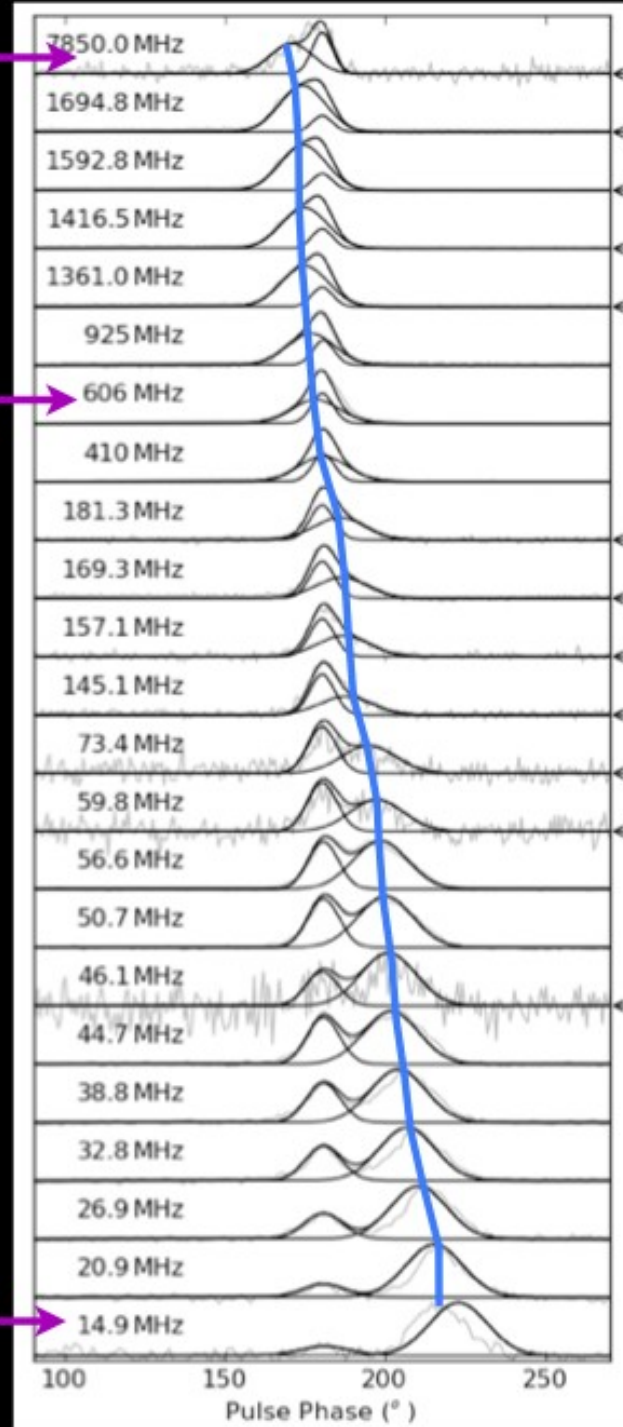 7850.0 MHz
1694.8 MHz
1592.8 MHz
1416.5 MHz
1361.0 MHz
925 MHz
606 MHz
410 MHz
181.3 MHz
169.3 MHz
157.1 MHz
145.1 MHz
73.4 MHz
59.8 MHz
56.6 MHz
50.7 MHz
46.1 MHz
44.7 MHz
38.8 MHz
32.8 MHz
26.9 MHz
20.9 MHz
14.9 MHz
100 150 200 250
Pulse Phase (°)